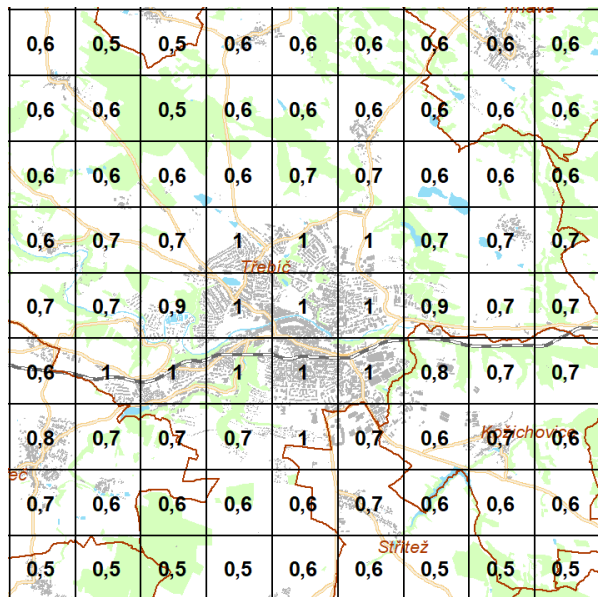 0,6 0,5 0,5 0,6 0,6 0,6 0,6 0,6 0,6
0,6 0,6 0,5 0,6 0,6 0,6 0,6 0,6 0,6
0,6 0,6 0,6 0,6 0,7 0,7 0,6 0,6 0,6
0,6 0,7 0,7 1 1 1 0,7 0,7 0,7
Třebíč
0,7 0,7 0,9 1 1 1 0,9 0,7 0,7
0,6 1 1 1 1 1 0,8 0,7 0,7
0,8 0,7 0,7 0,7 1 0,7 0,6 0,7 0,6
Kožichovice
0,7 0,6 0,6 0,6 0,6 0,7 0,6 0,6 0,6
Střítež
0,5 0,5 0,5 0,5 0,6 0,6 0,5 0,5 0,5